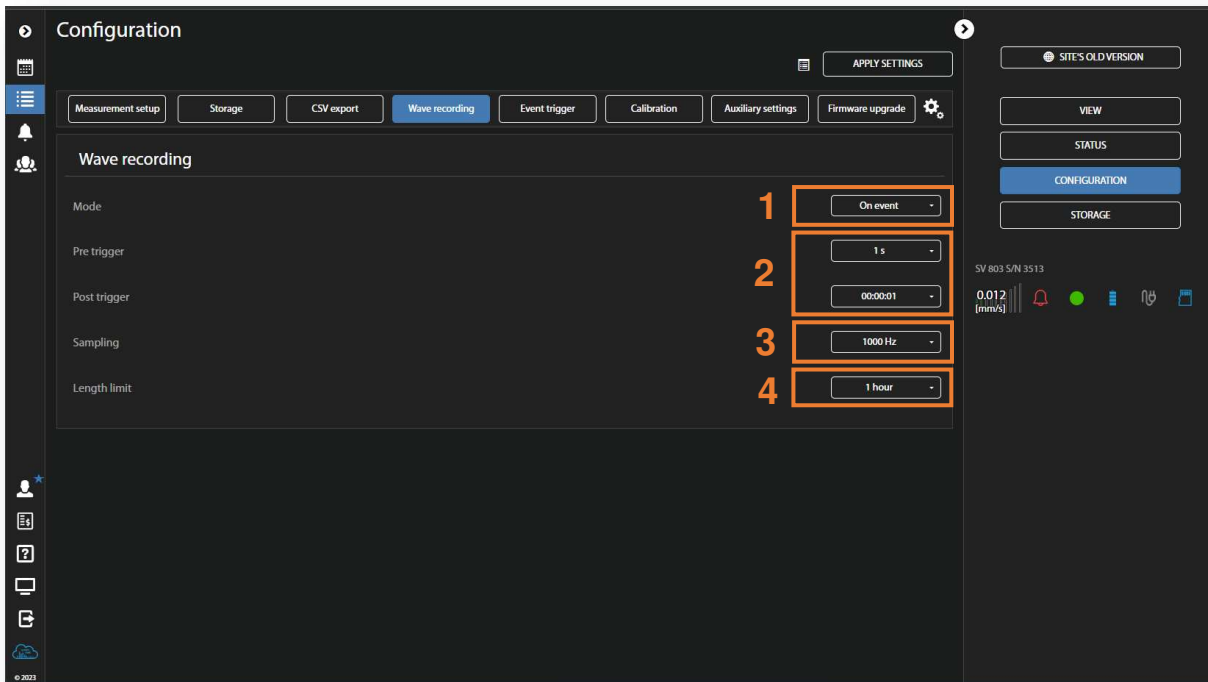 Configuration
APPLY SETTINGS
Measurement setup
Storage
CSV export
Wave recording
Event trigger
Calibration
Auxiliary settings
Firmware upgrade
Wave recording
Mode
1
On event
Pre trigger
1 s
2
Post trigger
00:00:01
Sampling
3
1000 Hz
Length limit
4
1 hour
© 2023
SITE'S OLD VERSION
VIEW
STATUS
CONFIGURATION
STORAGE
SV 803 S/N 3513
0.012
[mm/s]